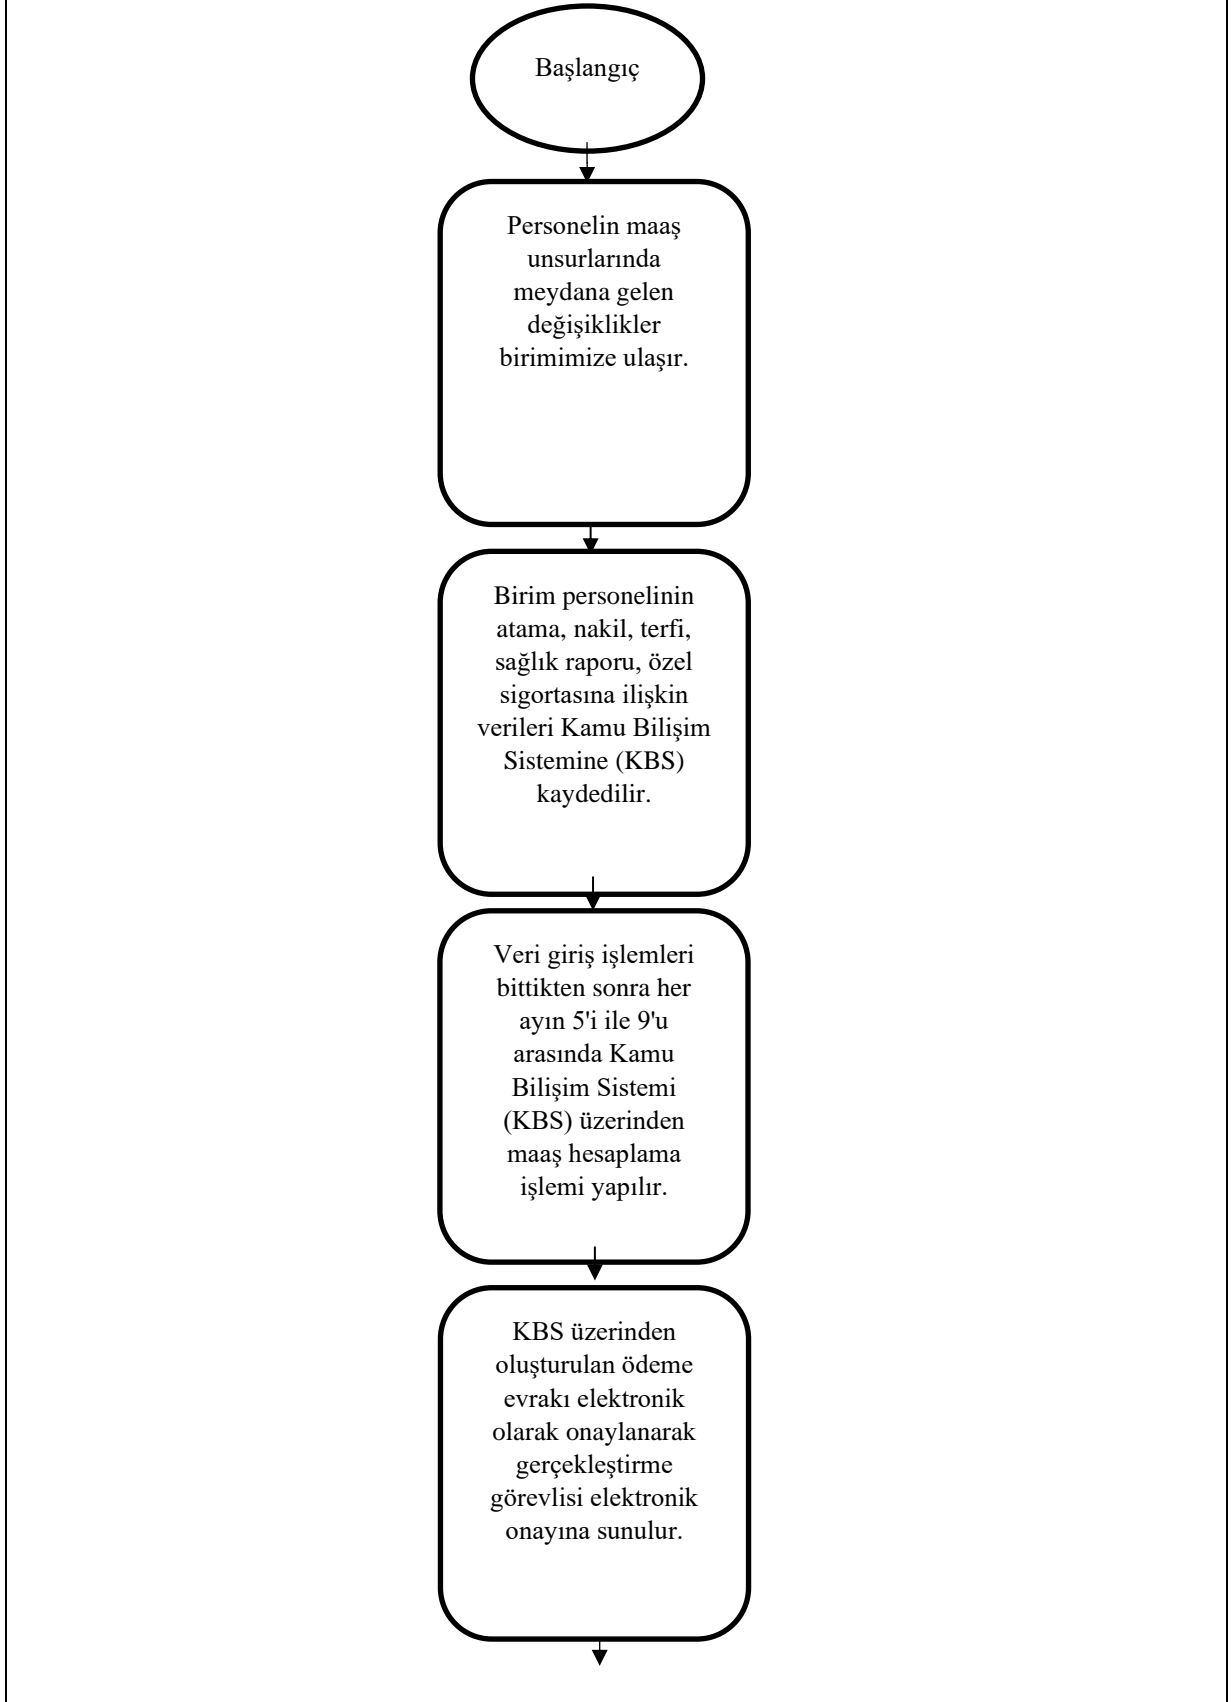 Başlangıç
Personelin maaş
unsurlarında
meydana gelen
değişiklikler
birimimize ulaşır.
Birim personelinin
atama, nakil, terfi,
sağlık raporu, özel
sigortasına ilişkin
verileri Kamu Bilişim
Sistemine (KBS)
kaydedilir.
Veri giriş işlemleri
bittikten sonra her
ayın 5'i ile 9'u
arasında Kamu
Bilişim Sistemi
(KBS) üzerinden
maaş hesaplama
işlemi yapılır.
KBS üzerinden
oluşturulan ödeme
evrakı elektronik
olarak onaylanarak
gerçekleştirme
görevlisi elektronik
onayına sunulur.